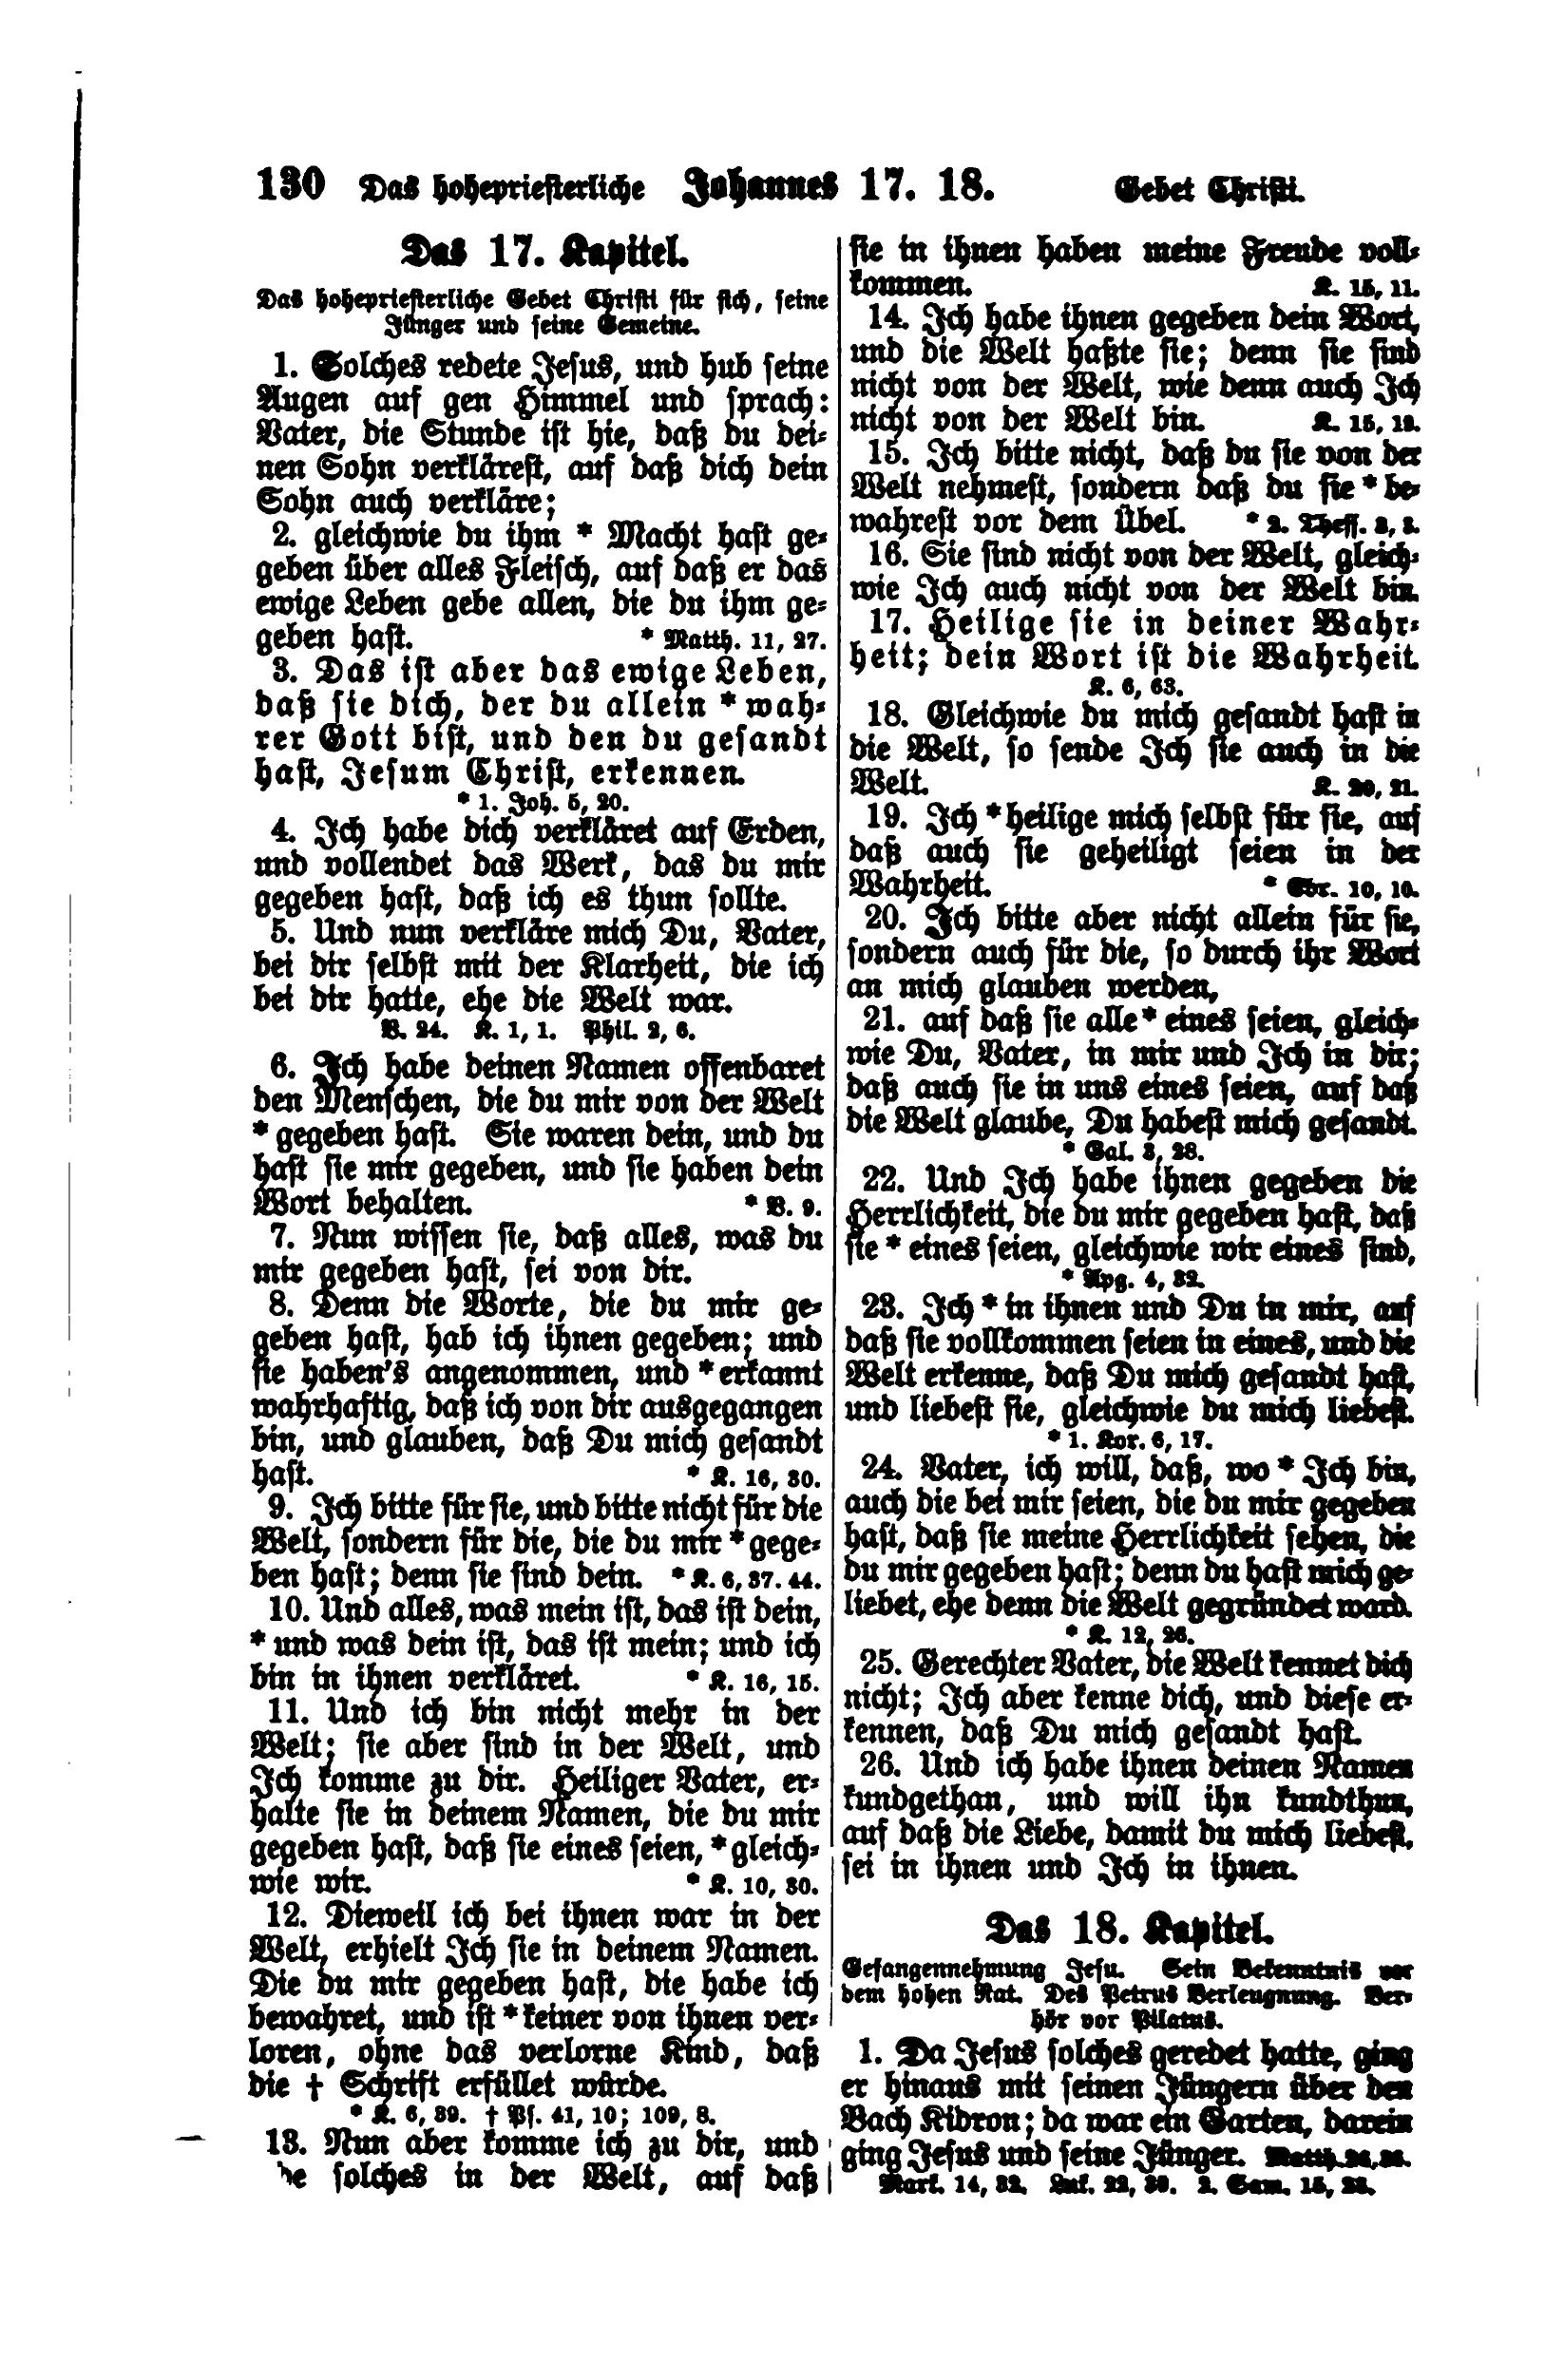 130 Das hohepriesterliche Johannes 17. 18. Gebet Christi.
Das 17. Kapitel.
Das hohepriesterliche Gebet Christi für sich, seine
Jünger und seine Gemeine.
1. Solches redete Jesus, und hub seine
Augen auf gen Himmel und sprach:
Vater, die Stunde ist hie, daß du dei-
nen Sohn verklärest, auf daß dich dein
Sohn auch verkläre;
2. gleichwie du ihm * Macht hast ge-
geben über alles Fleisch, auf daß er das
ewige Leben gebe allen, die du ihm ge-
geben hast. * Matth. 11, 27.
3. Das ist aber das ewige Leben,
daß sie dich, der du allein * wah-
rer Gott bist, und den du gesandt
hast, Jesum Christ, erkennen.
* 1. Joh. 5, 20.
4. Ich habe dich verkläret auf Erden,
und vollendet das Werk, das du mir
gegeben hast, daß ich es thun sollte.
5. Und nun verkläre mich Du, Vater,
bei dir selbst mit der Klarheit, die ich
bei dir hatte, ehe die Welt war.
V. 24. K. 1, 1. Phil. 2, 6.
6. Ich habe deinen Namen offenbaret
den Menschen, die du mir von der Welt
* gegeben hast. Sie waren dein, und du
hast sie mir gegeben, und sie haben dein
Wort behalten. * V. 9.
7. Nun wissen sie, daß alles, was du
mir gegeben hast, sei von dir.
8. Denn die Worte, die du mir ge-
geben hast, hab ich ihnen gegeben; und
sie haben's angenommen, und * erkannt
wahrhaftig, daß ich von dir ausgegangen
bin, und glauben, daß Du mich gesandt
hast. * K. 16, 30.
9. Ich bitte für sie, und bitte nicht für die
Welt, sondern für die, die du mir * gege-
ben hast; denn sie sind dein. * K. 6, 37. 44.
10. Und alles, was mein ist, das ist dein,
* und was dein ist, das ist mein; und ich
bin in ihnen verkläret. * K. 16, 15.
11. Und ich bin nicht mehr in der
Welt; sie aber sind in der Welt, und
Ich komme zu dir. Heiliger Vater, er-
halte sie in deinem Namen, die du mir
gegeben hast, daß sie eines seien, * gleich-
wie wir. * K. 10, 30.
12. Dieweil ich bei ihnen war in der
Welt, erhielt Ich sie in deinem Namen.
Die du mir gegeben hast, die habe ich
bewahret, und ist * keiner von ihnen ver-
loren, ohne das verlorne Kind, daß
die † Schrift erfüllet würde.
* K. 6, 39. † Ps. 41, 10; 109, 8.
13. Nun aber komme ich zu dir, und
solches in der Welt, auf daß
sie in ihnen haben meine Freude voll-
kommen. K. 15, 11.
14. Ich habe ihnen gegeben dein Wort,
und die Welt haßte sie; denn sie sind
nicht von der Welt, wie denn auch Ich
nicht von der Welt bin. K. 15, 19.
15. Ich bitte nicht, daß du sie von der
Welt nehmest, sondern daß du sie * be-
wahrest vor dem Übel. * 2. Thess. 3, 3.
16. Sie sind nicht von der Welt, gleich-
wie Ich auch nicht von der Welt bin.
17. Heilige sie in deiner Wahr-
heit; dein Wort ist die Wahrheit.
K. 6, 63.
18. Gleichwie du mich gesandt hast in
die Welt, so sende Ich sie auch in die
Welt. K. 20, 21.
19. Ich * heilige mich selbst für sie, auf
daß auch sie geheiligt seien in der
Wahrheit. * Ebr. 10, 10.
20. Ich bitte aber nicht allein für sie,
sondern auch für die, so durch ihr Wort
an mich glauben werden,
21. auf daß sie alle * eines seien, gleich-
wie Du, Vater, in mir und Ich in dir;
daß auch sie in uns eines seien, auf daß
die Welt glaube, Du habest mich gesandt.
* Gal. 3, 28.
22. Und Ich habe ihnen gegeben die
Herrlichkeit, die du mir gegeben hast, daß
sie * eines seien, gleichwie wir eines sind,
* Apg. 4, 32.
23. Ich * in ihnen und Du in mir, auf
daß sie vollkommen seien in eines, und die
Welt erkenne, daß Du mich gesandt hast,
und liebest sie, gleichwie du mich liebest.
* 1. Kor. 6, 17.
24. Vater, ich will, daß, wo * Ich bin,
auch die bei mir seien, die du mir gegeben
hast, daß sie meine Herrlichkeit sehen, die
du mir gegeben hast; denn du hast mich ge-
liebet, ehe denn die Welt gegründet ward.
* K. 12, 26.
25. Gerechter Vater, die Welt kennet dich
nicht; Ich aber kenne dich, und diese er-
kennen, daß Du mich gesandt hast.
26. Und ich habe ihnen deinen Namen
kundgethan, und will ihn kundthun,
auf daß die Liebe, damit du mich liebest,
sei in ihnen und Ich in ihnen.
Das 18. Kapitel.
Gefangennehmung Jesu. Sein Bekenntnis vor
dem hohen Rat. Des Petrus Verleugnung. Ver-
hör vor Pilatus.
1. Da Jesus solches geredet hatte, ging
er hinaus mit seinen Jüngern über den
Bach Kidron; da war ein Garten, darein
ging Jesus und seine Jünger. Matth. 26, 36.
Mark. 14, 32. Luk. 22, 39. 2. Sam. 15, 23.